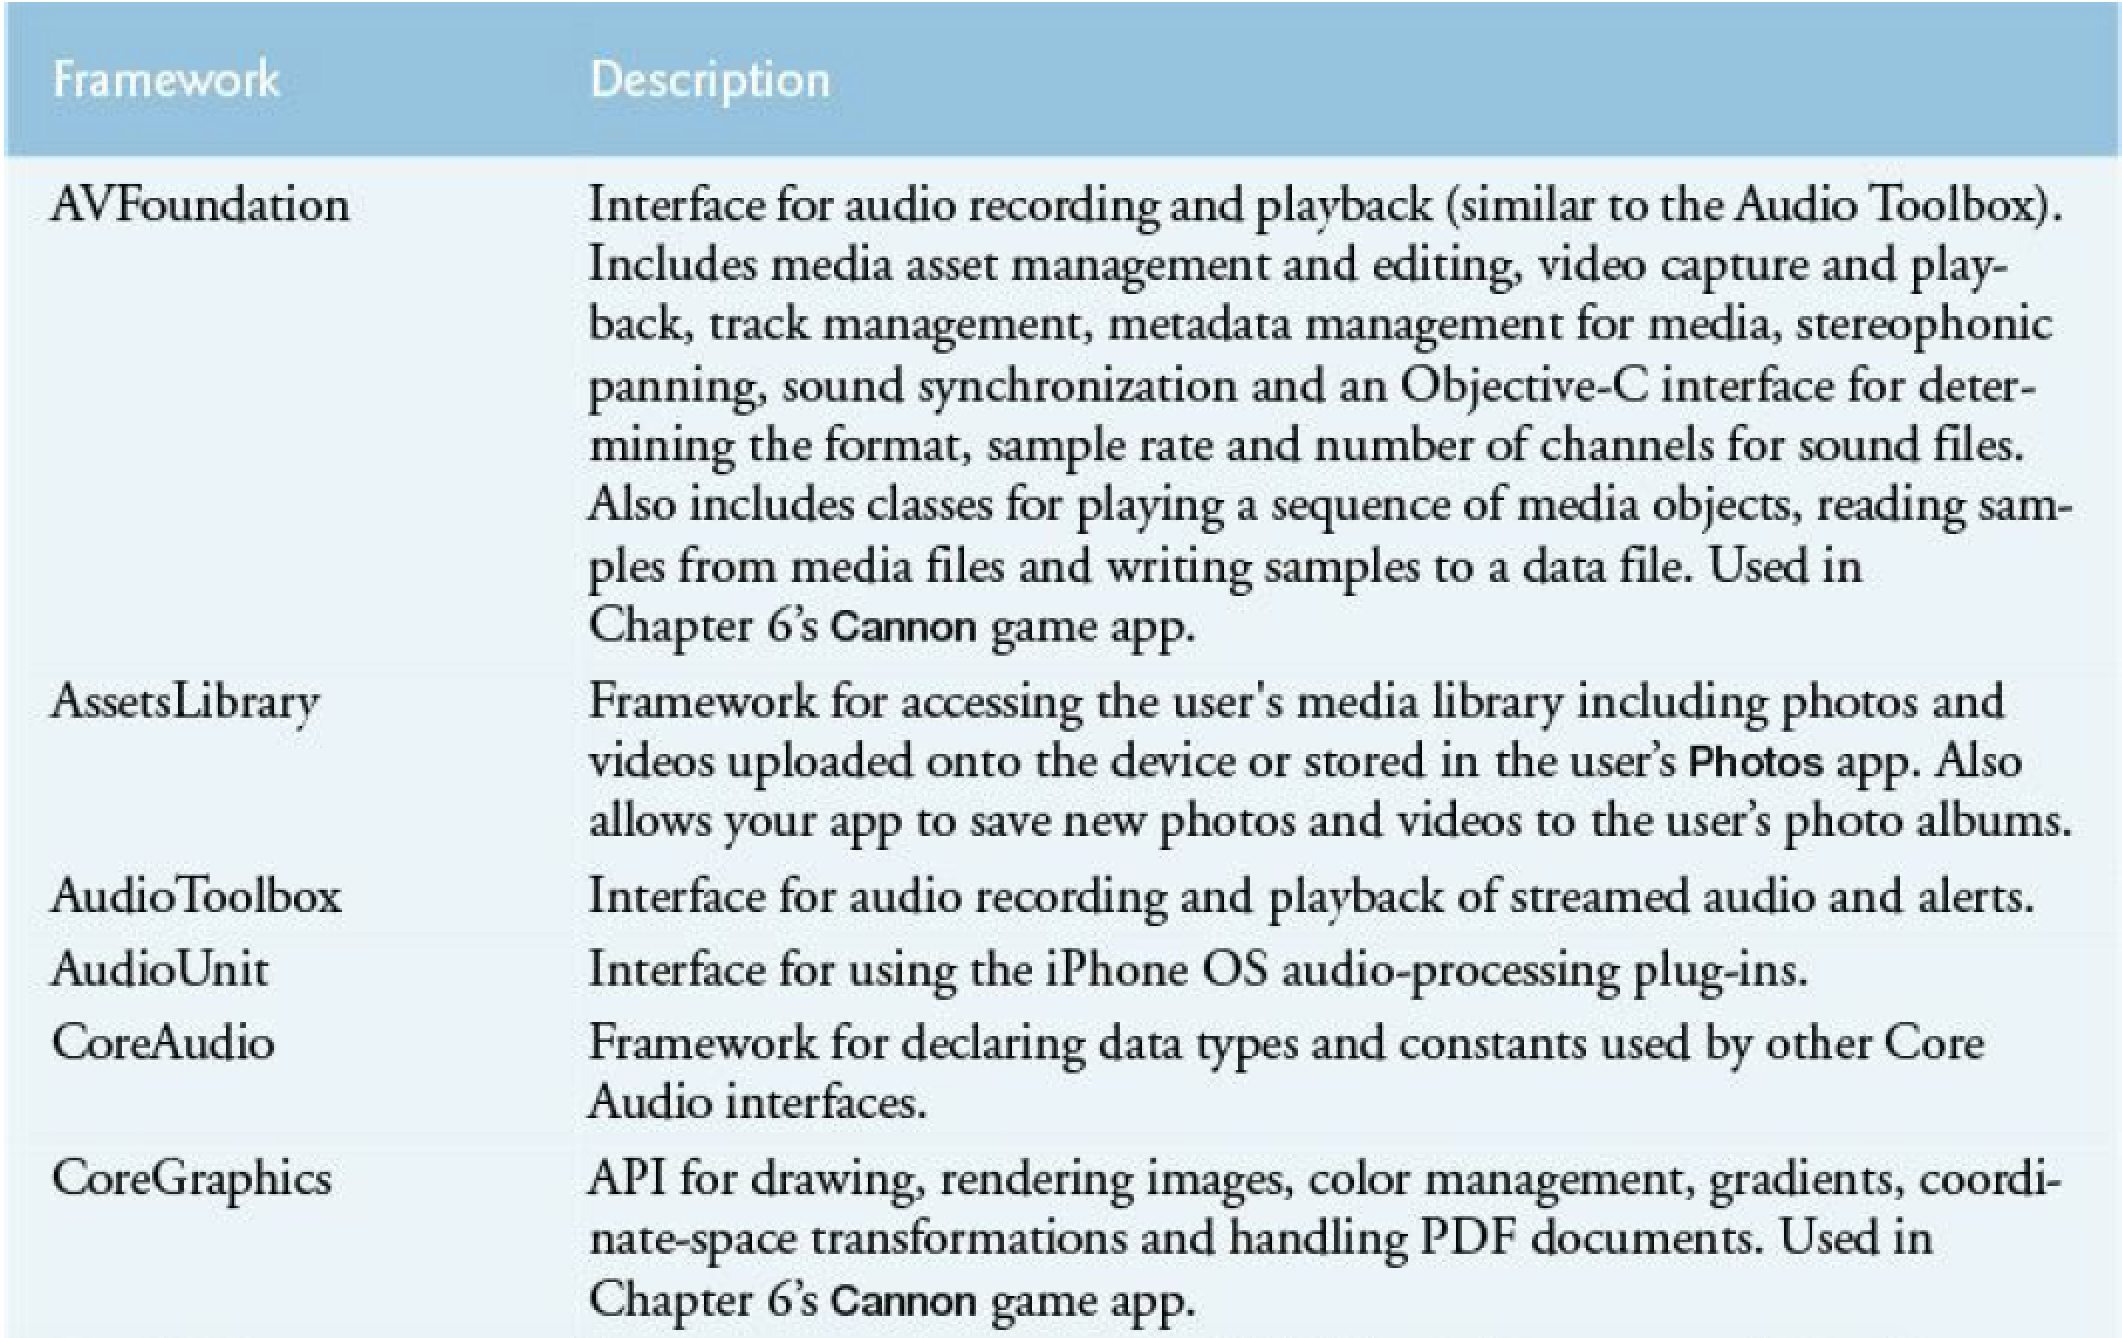 Framework Description
AVFoundation Interface for audio recording and playback (similar to the Audio Toolbox).
Includes media asset management and editing, video capture and play-
back, track management, metadata management for media, stereophonic
panning, sound synchronization and an Objective-C interface for deter-
mining the format, sample rate and number of channels for sound files.
Also includes classes for playing a sequence of media objects, reading sam-
ples from media files and writing samples to a data file. Used in
Chapter 6’s Cannon game app.
AssetsLibrary Framework for accessing the user's media library including photos and
videos uploaded onto the device or stored in the user’s Photos app. Also
allows your app to save new photos and videos to the user’s photo albums.
AudioToolbox Interface for audio recording and playback of streamed audio and alerts.
AudioUnit Interface for using the iPhone OS audio-processing plug-ins.
CoreAudio Framework for declaring data types and constants used by other Core
Audio interfaces.
CoreGraphics API for drawing, rendering images, color management, gradients, coordi-
nate-space transformations and handling PDF documents. Used in
Chapter 6’s Cannon game app.